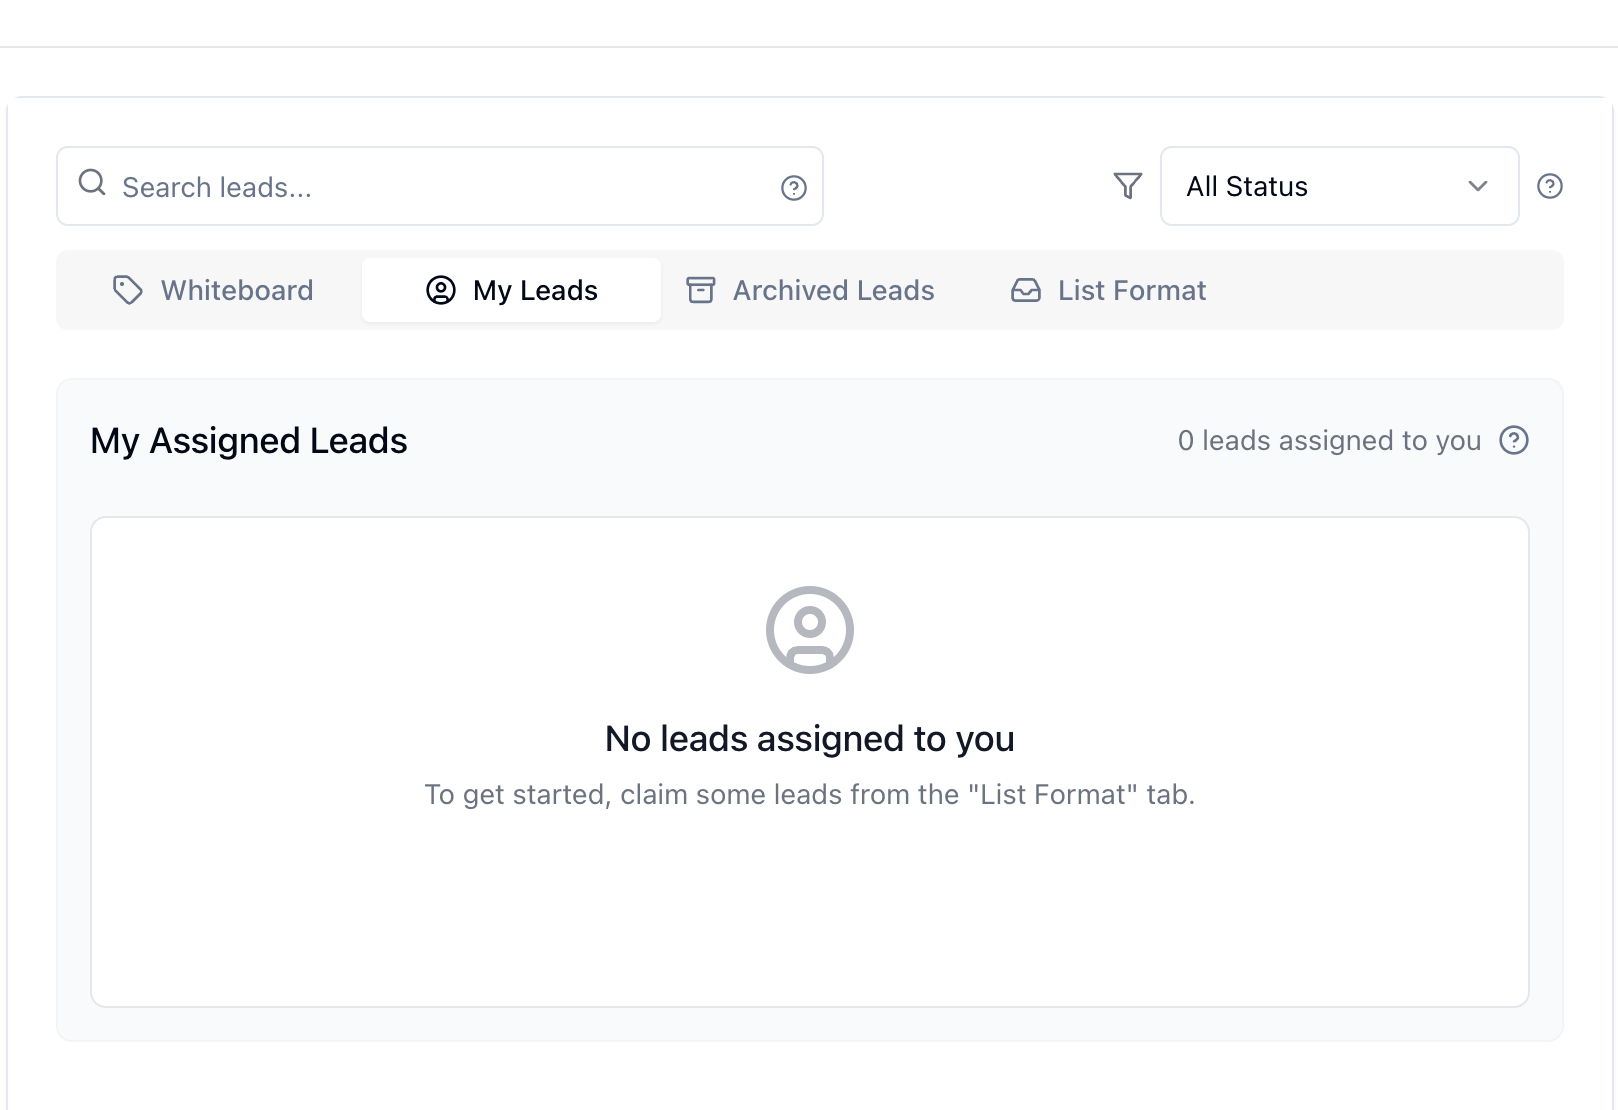 Search leads...
All Status
Whiteboard
My Leads
Archived Leads
List Format
My Assigned Leads
0 leads assigned to you
No leads assigned to you
To get started, claim some leads from the "List Format" tab.